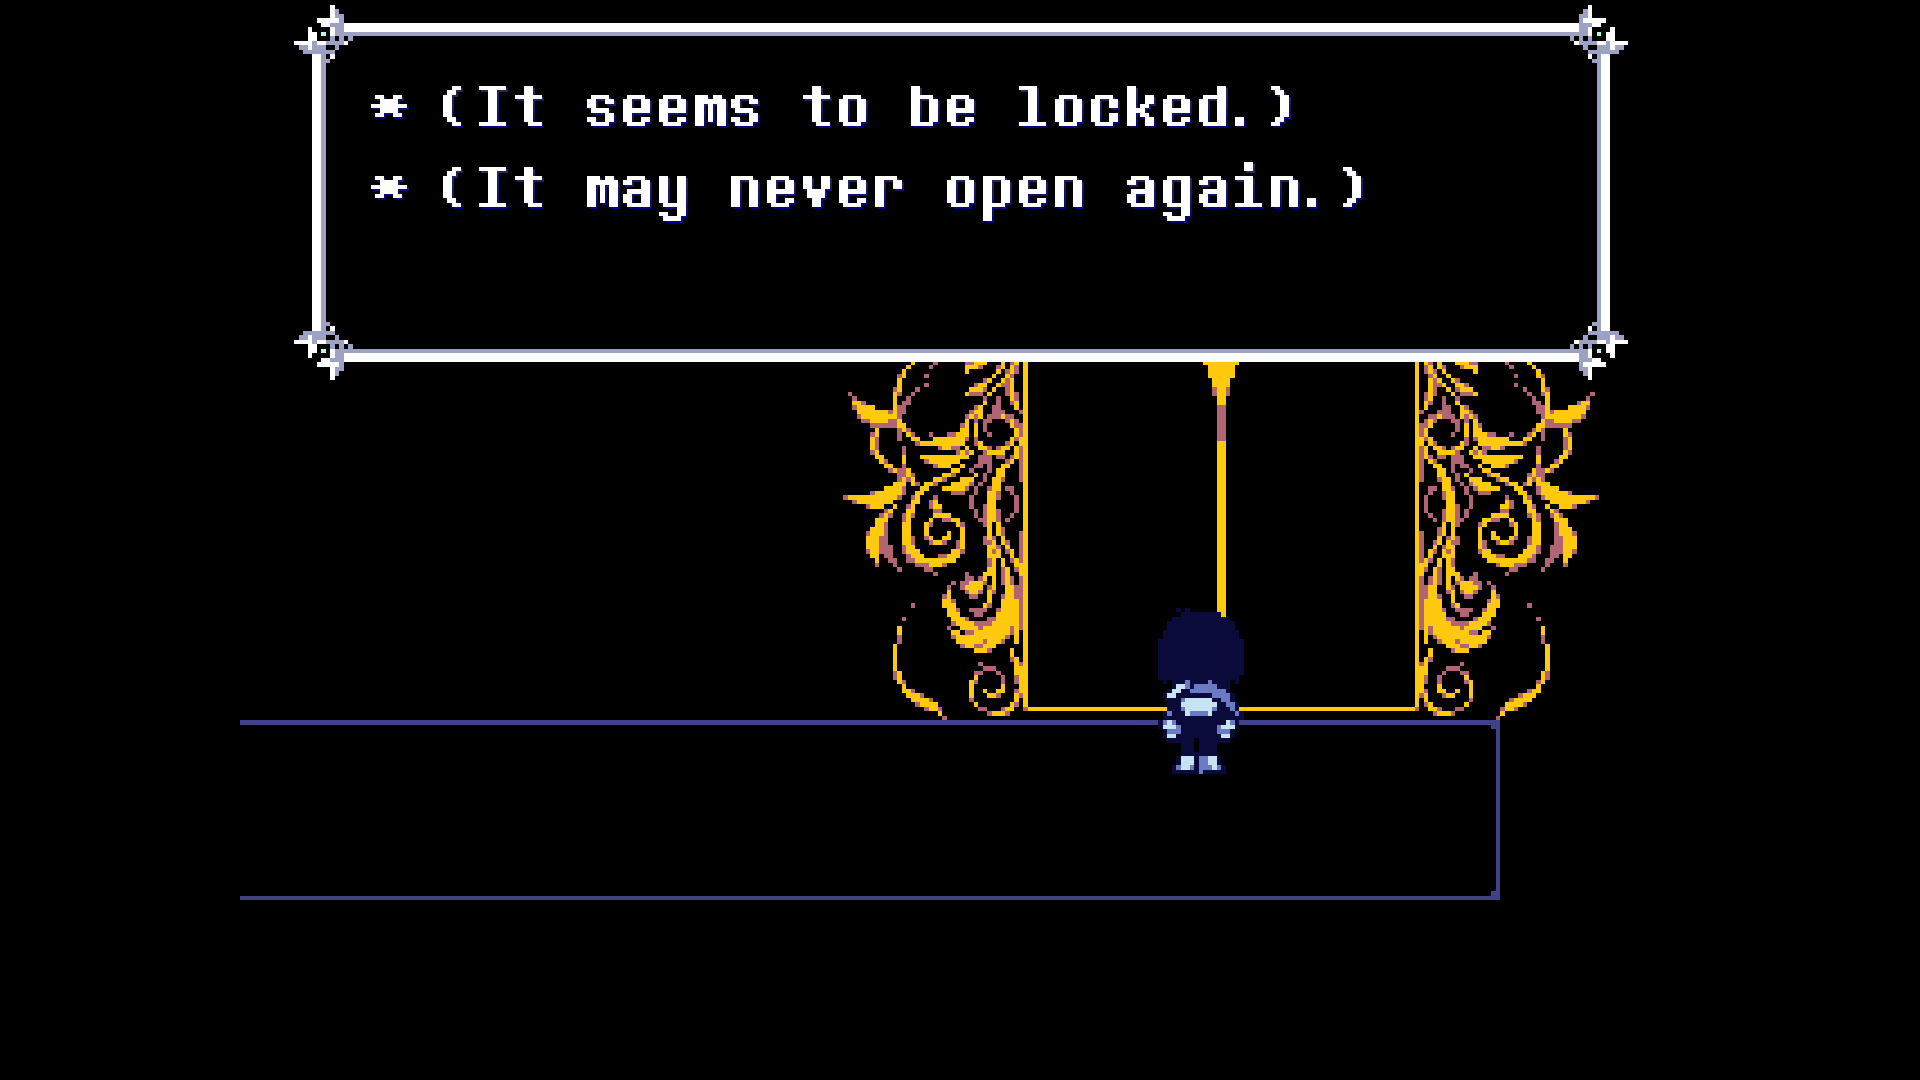 * (It seems to be locked.)
* (It may never open again.)